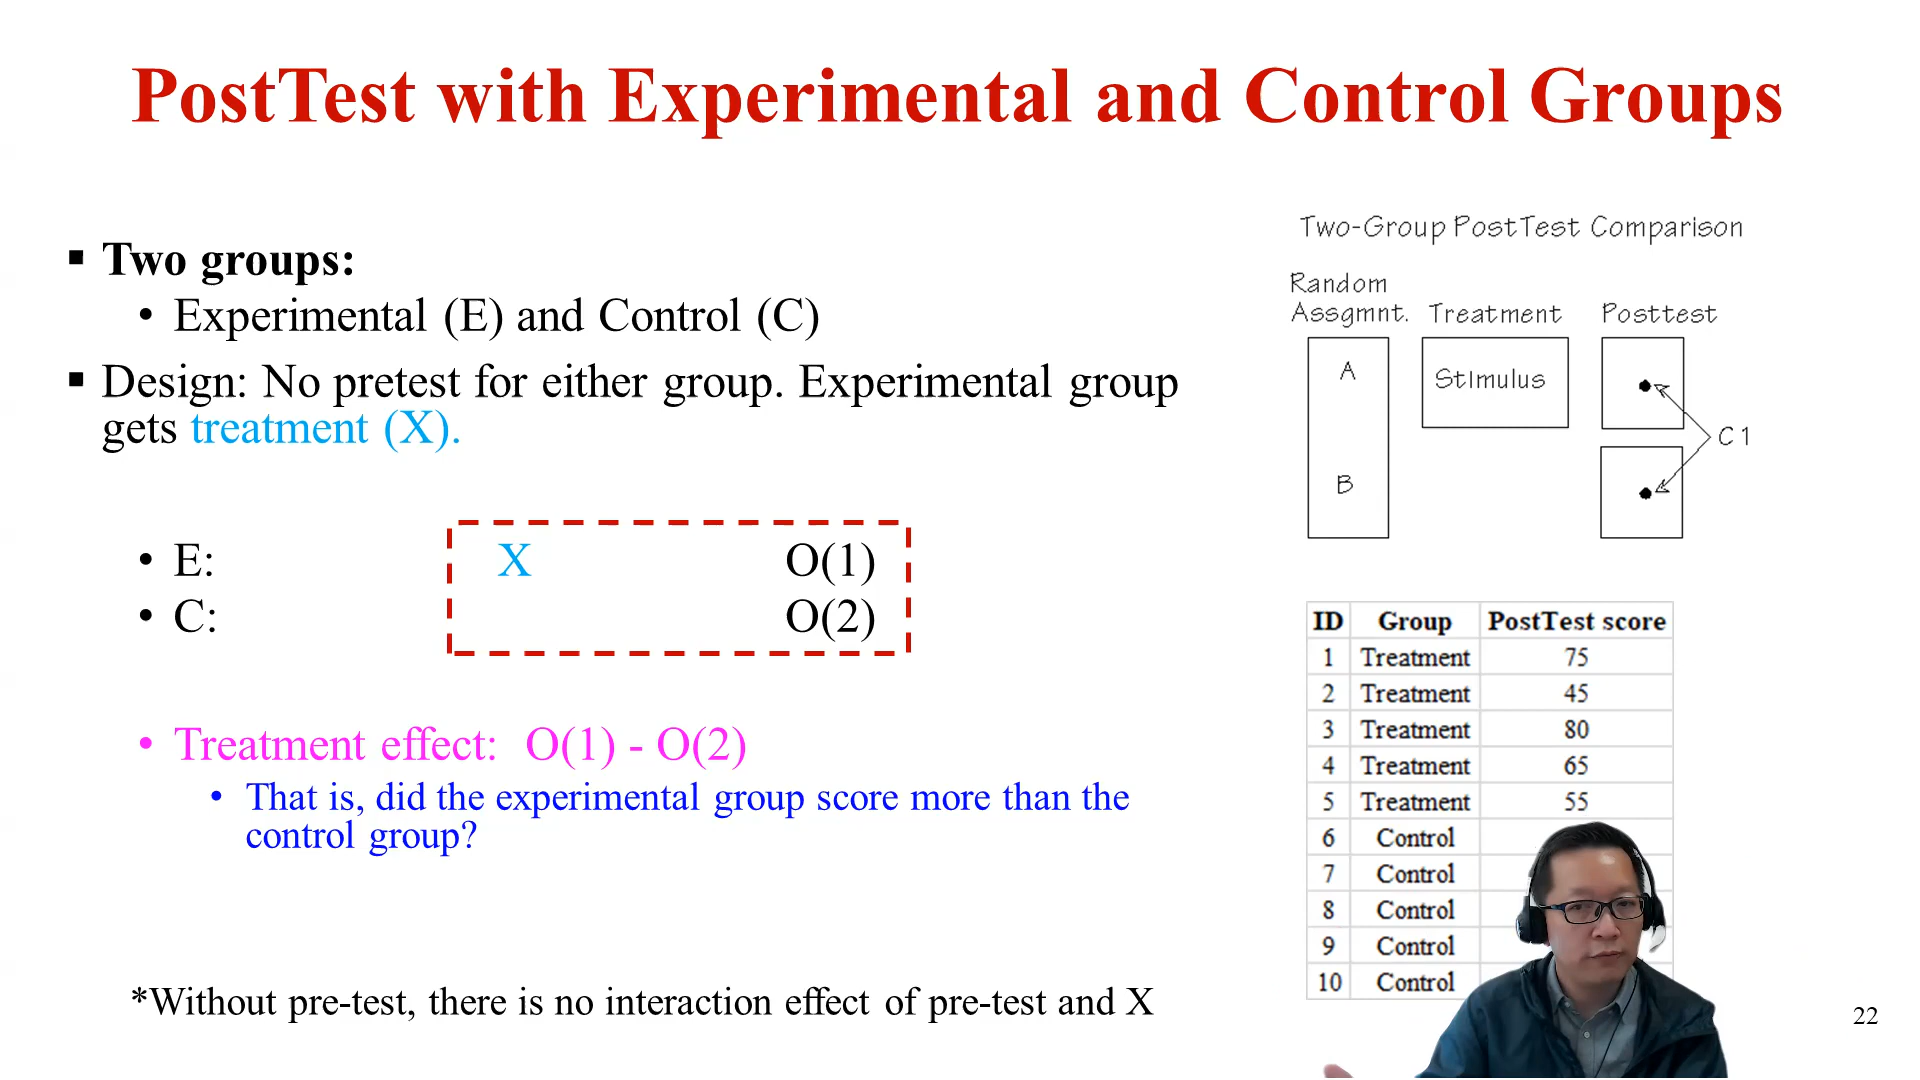 PostTest with Experimental and Control Groups
Two groups:
Experimental (E) and Control (C)
Design: No pretest for either group. Experimental group
gets treatment (X).
E: X O(1)
C: O(2)
Treatment effect: O(1) - O(2)
That is, did the experimental group score more than the
control group?
*Without pre-test, there is no interaction effect of pre-test and X
Two-Group PostTest Comparison
Random
Assgmnt. Treatment Posttest
A
Stimulus
C1
B
ID Group PostTest score
1 Treatment 75
2 Treatment 45
3 Treatment 80
4 Treatment 65
5 Treatment 55
6 Control
7 Control
8 Control
9 Control
10 Control
22